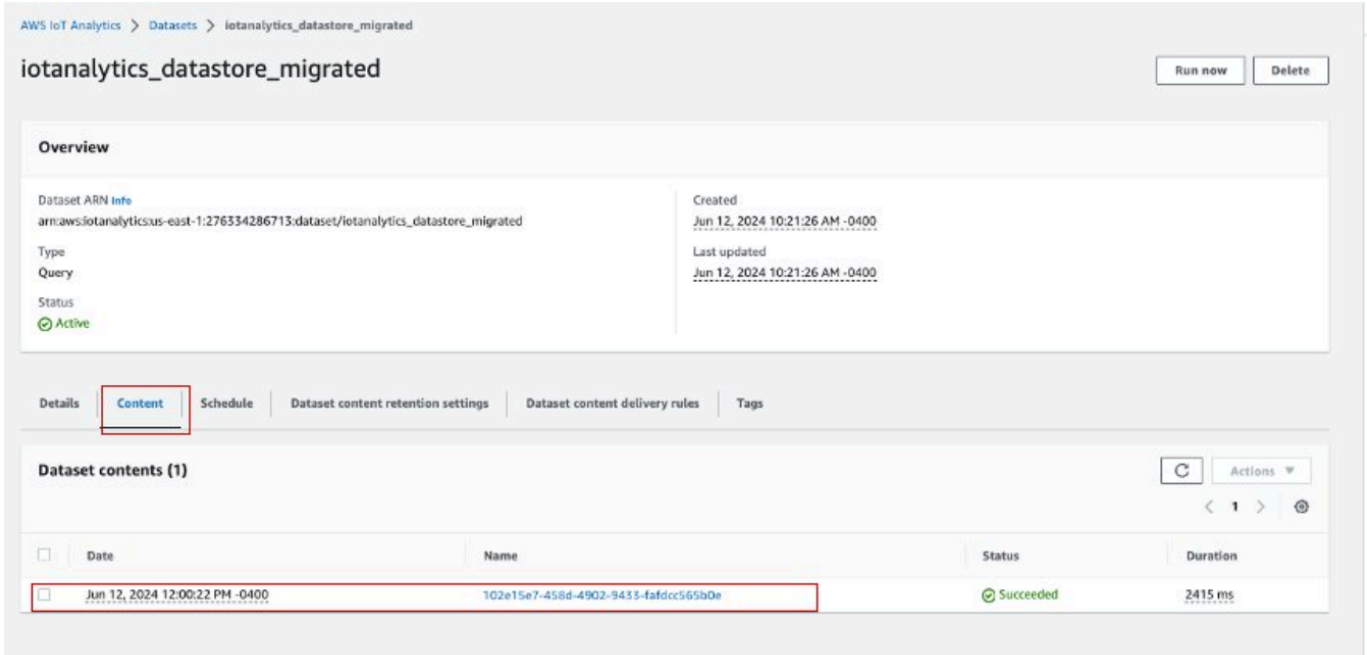 AWS IoT Analytics > Datasets > iotanalytics_datastore_migrated
iotanalytics_datastore_migrated
Run now
Delete
Overview
Dataset ARN Info
arn:aws:iotanalytics:us-east-1:276334286713:dataset/iotanalytics_datastore_migrated
Type
Query
Status
Active
Created
Jun 12, 2024 10:21:26 AM -0400
Last updated
Jun 12, 2024 10:21:26 AM -0400
Details
Content
Schedule
Dataset content retention settings
Dataset content delivery rules
Tags
Dataset contents (1)
Actions
< 1 >
Date Name Status Duration
Jun 12, 2024 12:00:22 PM -0400 102e15e7-458d-4902-9433-fafdcc565b0e Succeeded 2415 ms